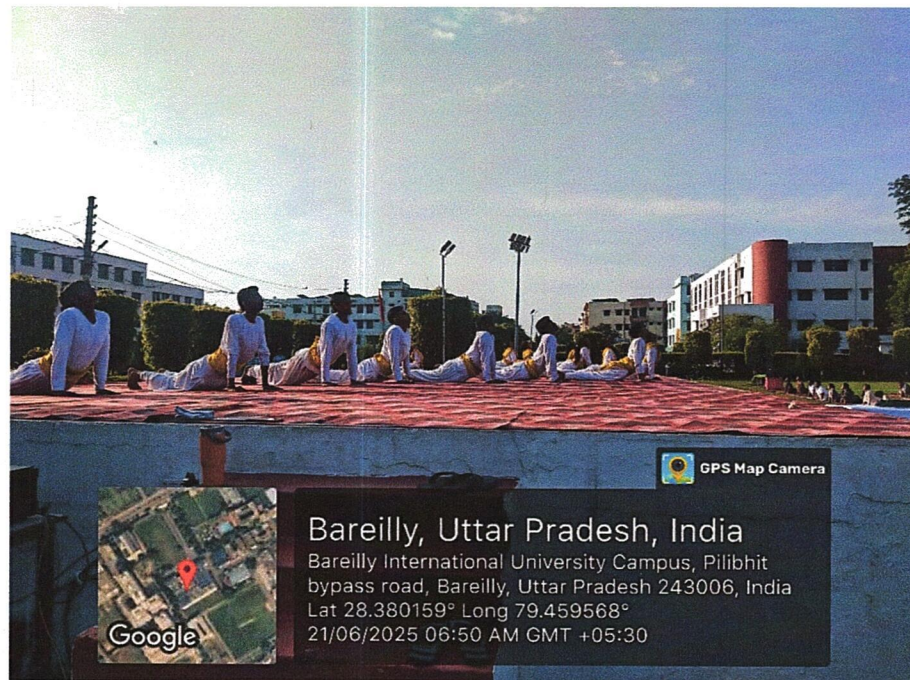 GPS Map Camera
Bareilly, Uttar Pradesh, India
Bareilly International University Campus, Pilibhit
bypass road, Bareilly, Uttar Pradesh 243006, India
Lat 28.380159° Long 79.459568°
21/06/2025 06:50 AM GMT +05:30
Google